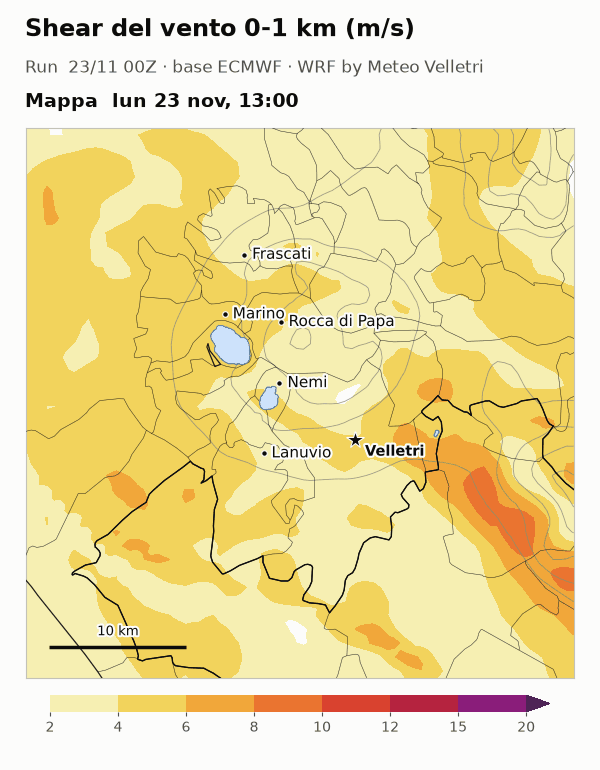 Shear del vento 0-1 km (m/s)
Run  23/11 00Z · base ECMWF · WRF by Meteo Velletri
Mappa  lun 23 nov, 13:00
Frascati
Marino
Rocca di Papa
Nemi
Velletri
Lanuvio
10 km
2 4 6 8 10 12 15 20